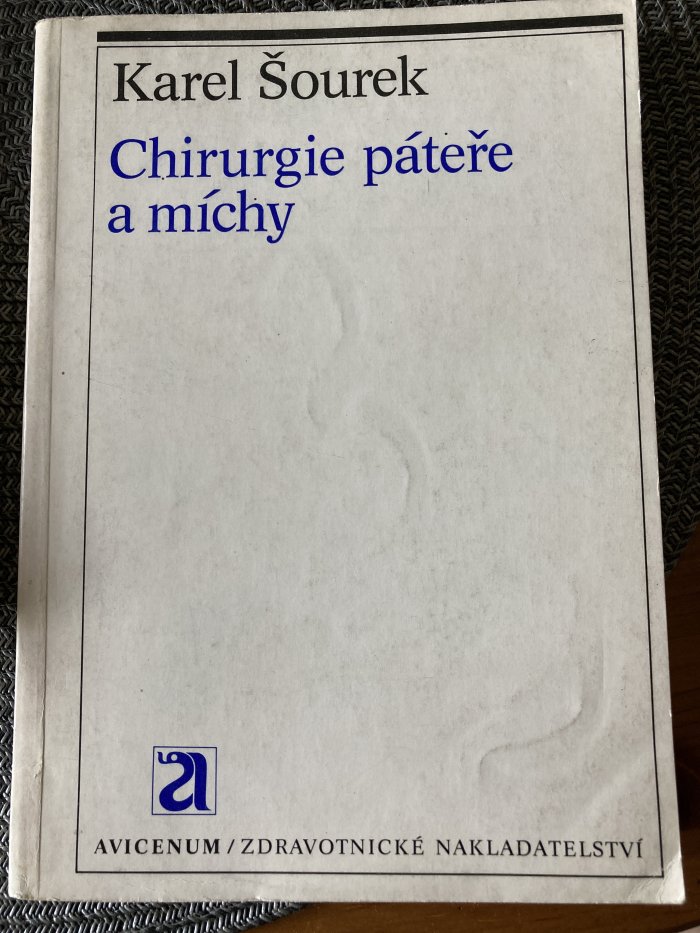 Karel Šourek
Chirurgie páteře
a míchy
a
AVICENUM / ZDRAVOTNICKÉ NAKLADATELSTVÍ